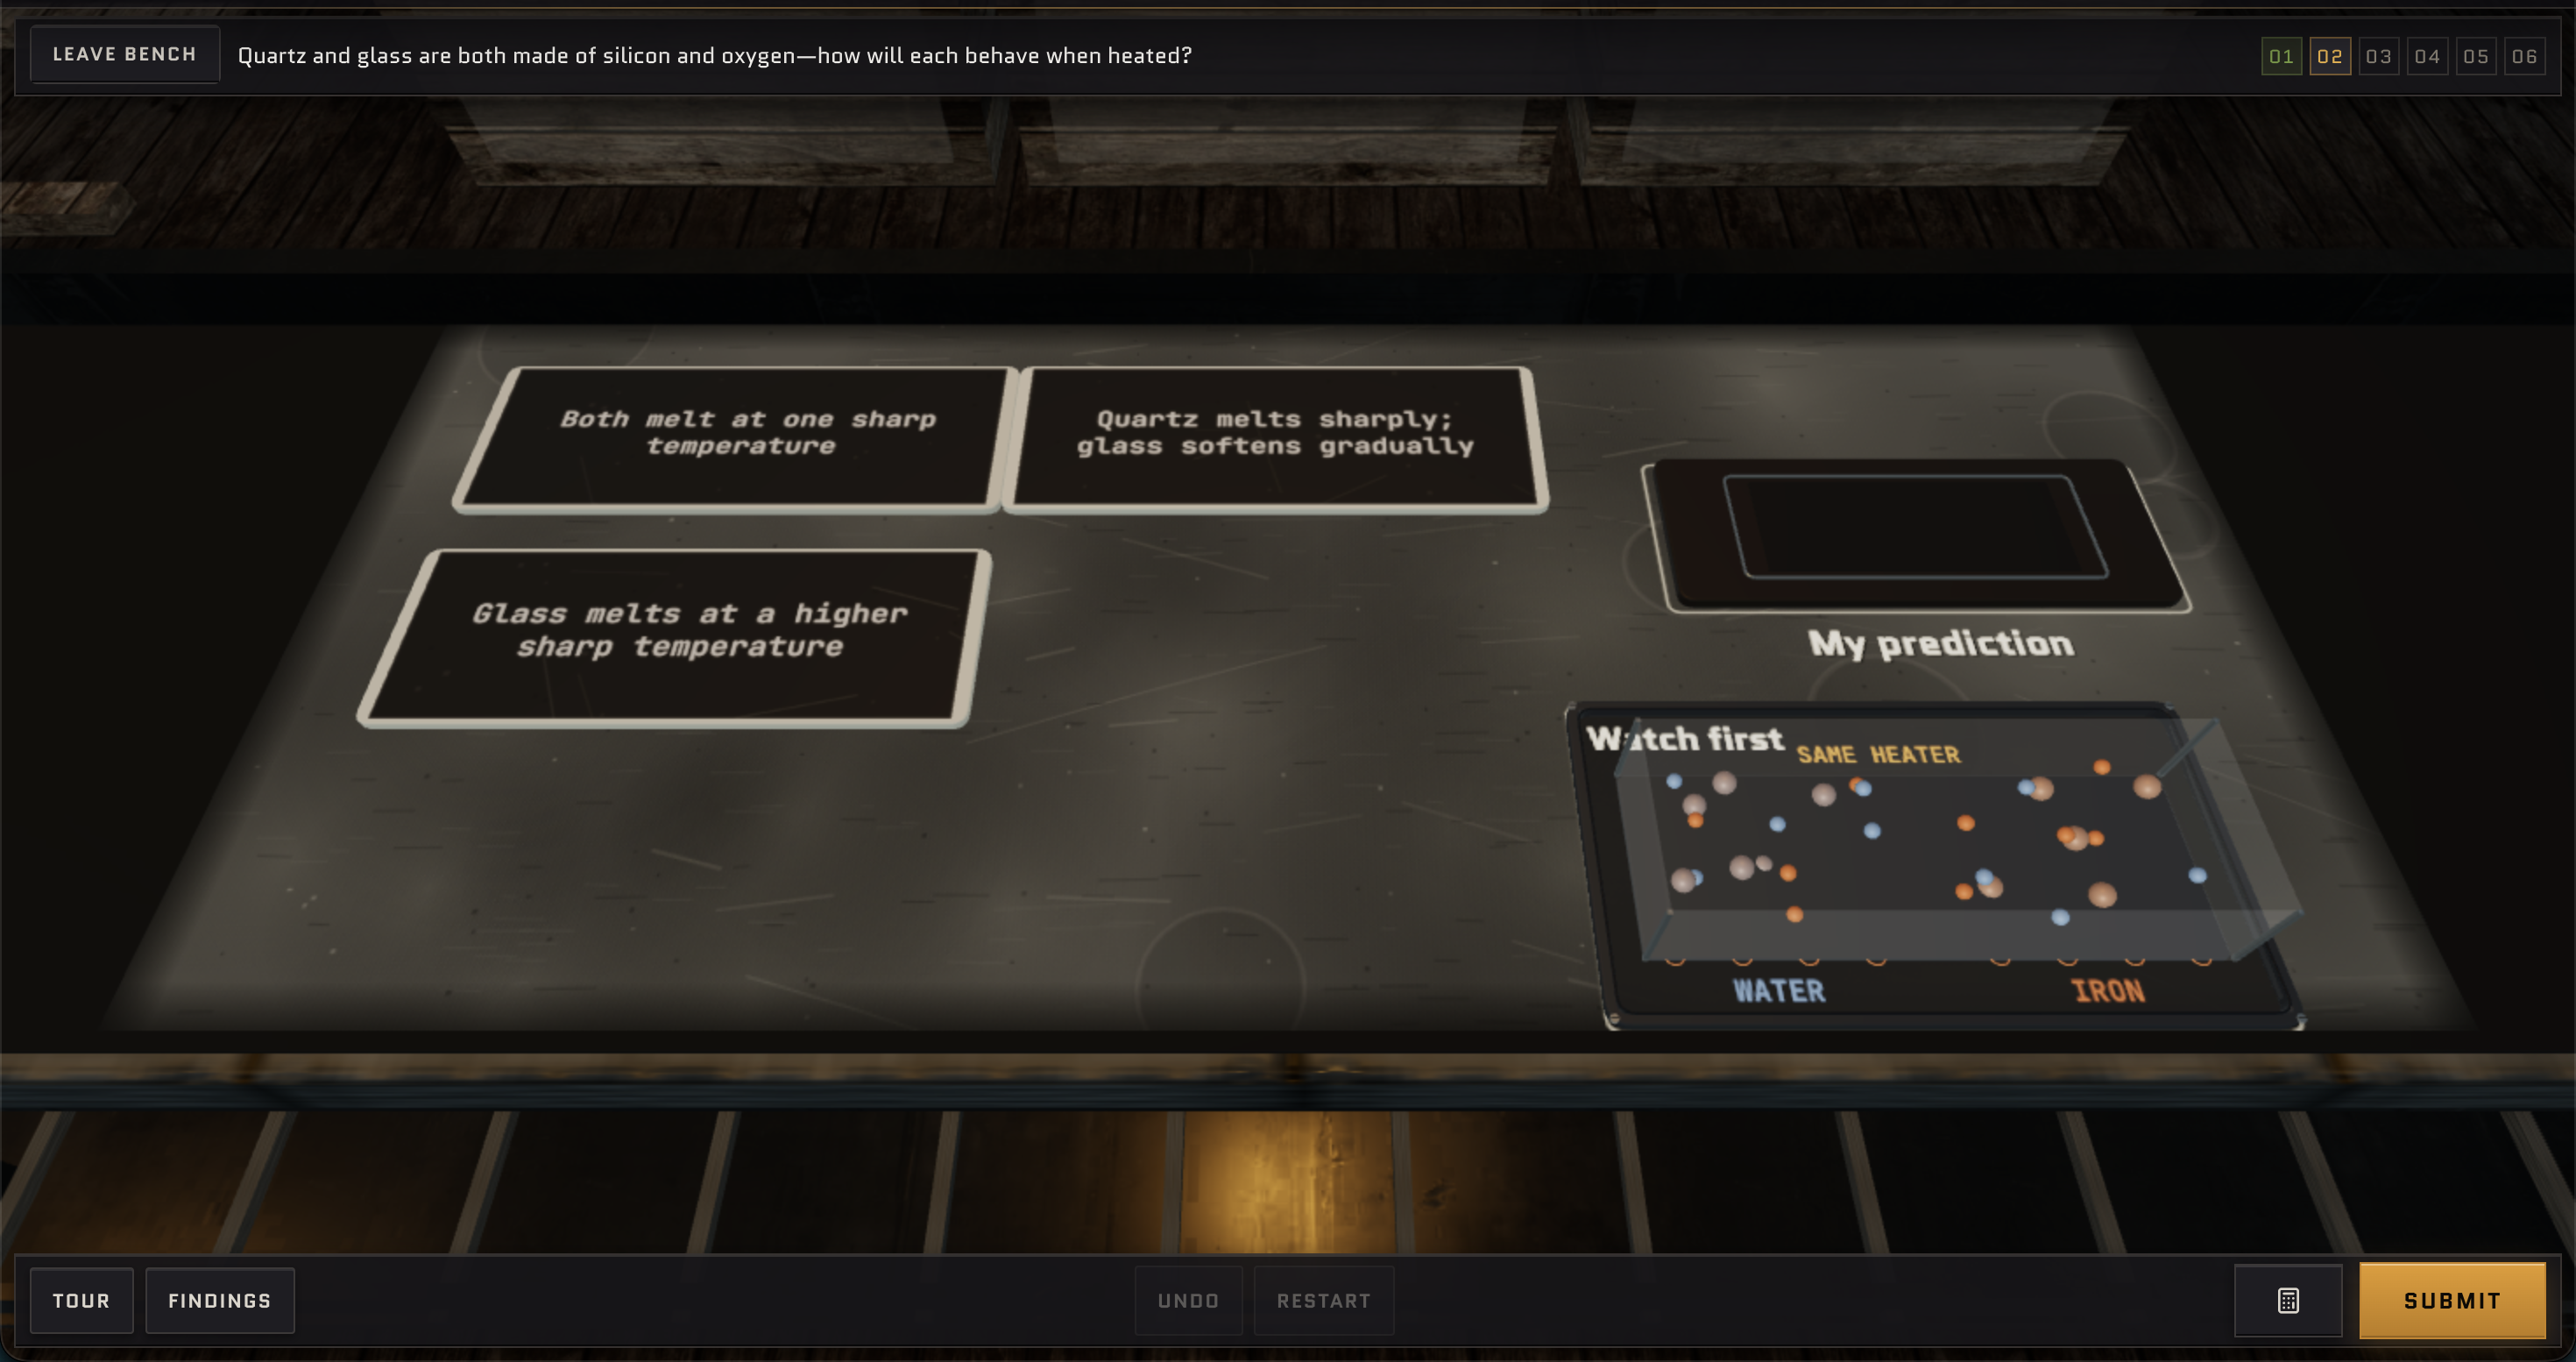 LEAVE BENCH
Quartz and glass are both made of silicon and oxygen—how will each behave when heated?
01 02 03 04 05 06
Both melt at one sharp
temperature
Quartz melts sharply;
glass softens gradually
Glass melts at a higher
sharp temperature
My prediction
Watch first
SAME HEATER
WATER
IRON
TOUR
FINDINGS
UNDO
RESTART
SUBMIT